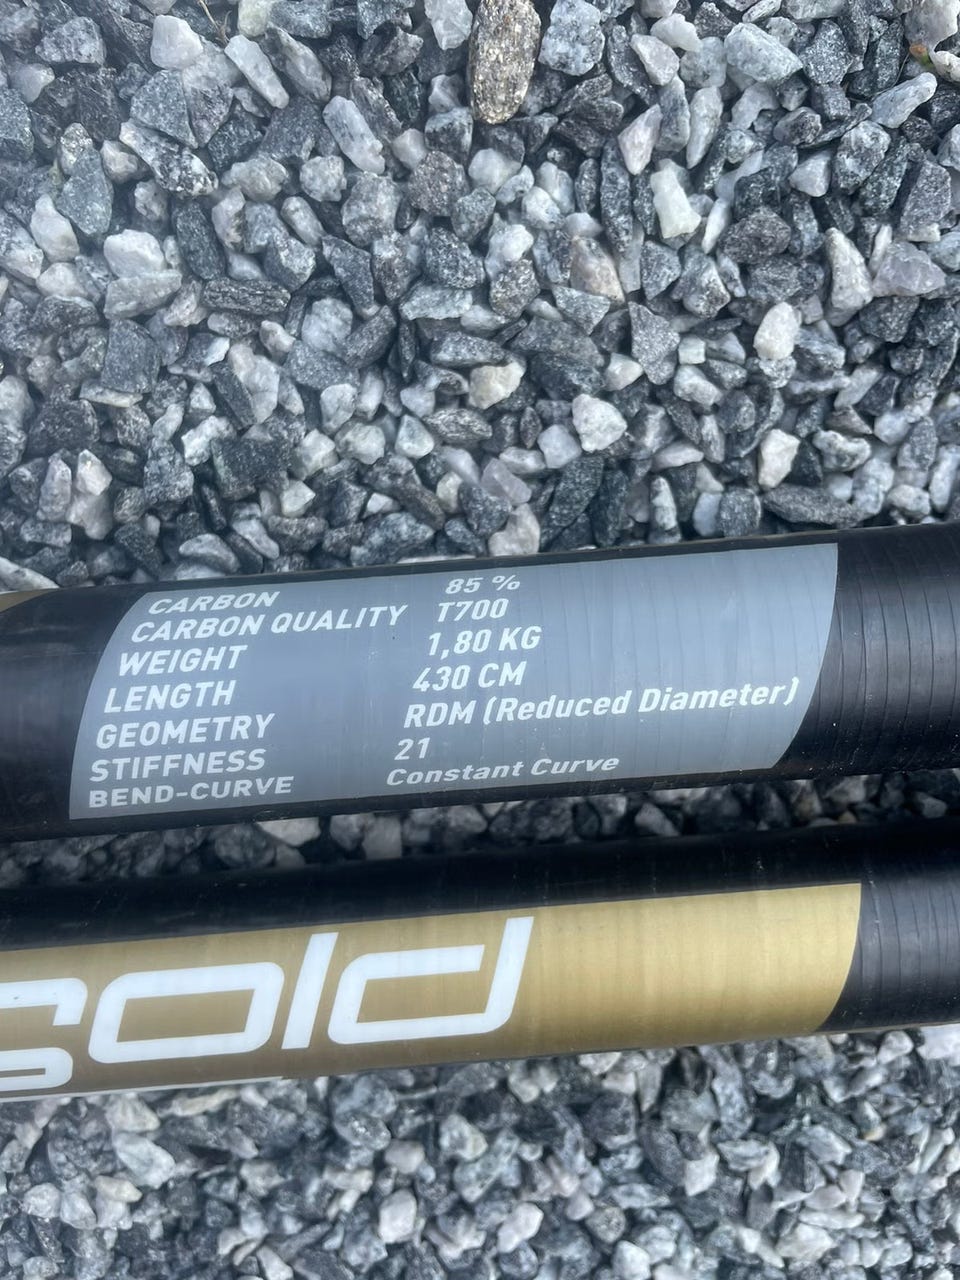 CARBON 85 %
CARBON QUALITY T700
WEIGHT 1,80 KG
LENGTH 430 CM
GEOMETRY RDM (Reduced Diameter)
STIFFNESS 21
BEND-CURVE Constant Curve
gold